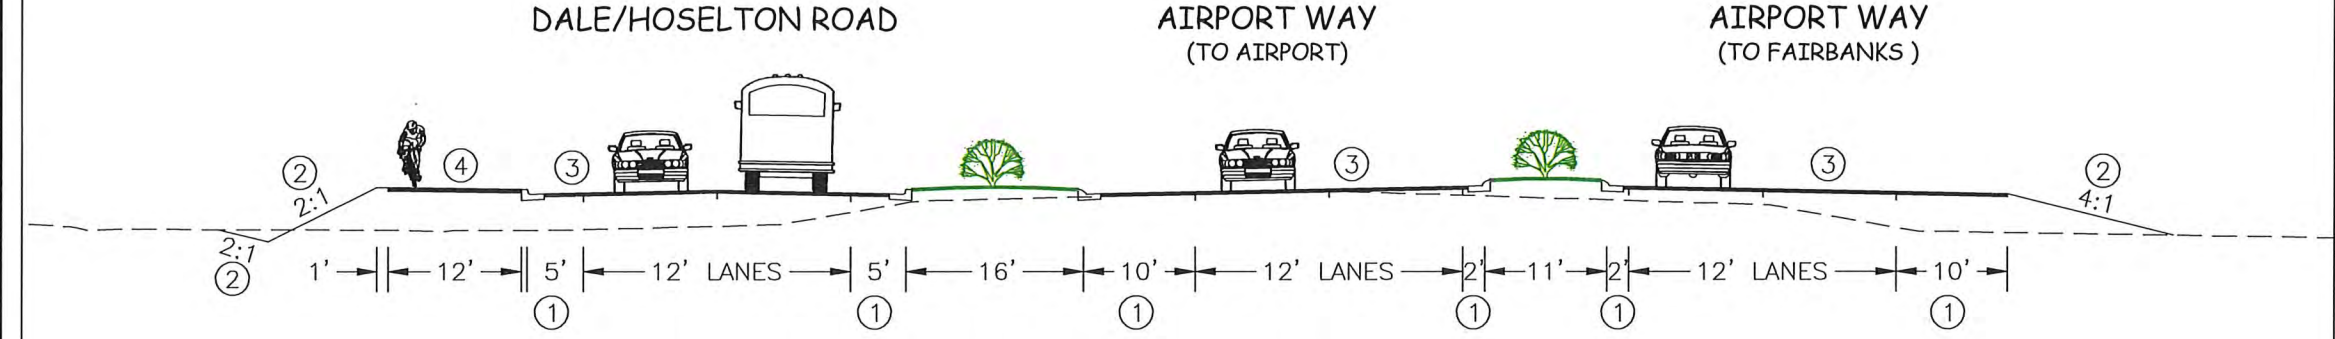 DALE/HOSELTON ROAD
AIRPORT WAY
(TO AIRPORT)
AIRPORT WAY
(TO FAIRBANKS )
2
2:1
4
3
3
3
2
4:1
2:1
2
1' 12' 5' 12' LANES 5' 16' 10' 12' LANES 2' 11' 2' 12' LANES 10'
1 1 1 1 1 1